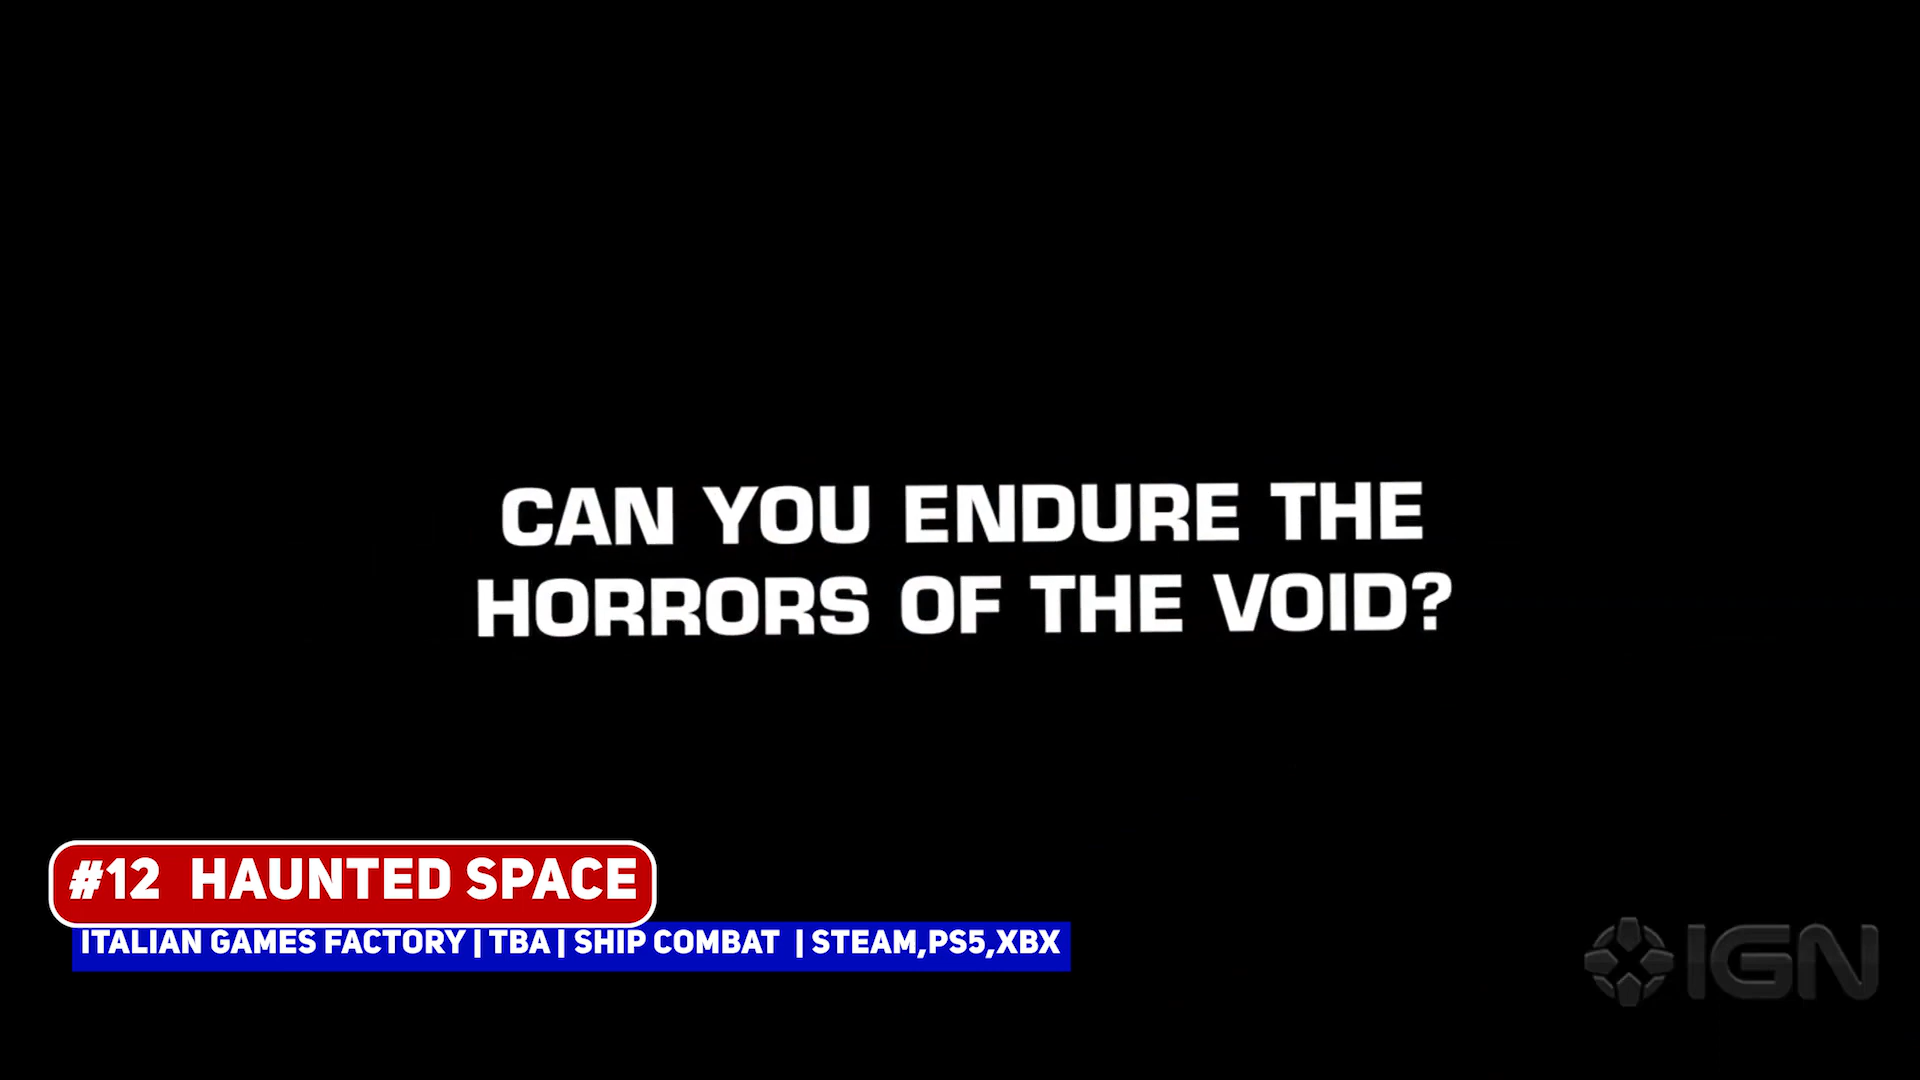 CAN YOU ENDURE THE
HORRORS OF THE VOID?
#12 HAUNTED SPACE
ITALIAN GAMES FACTORY | TBA | SHIP COMBAT | STEAM,PS5,XBX
IGN